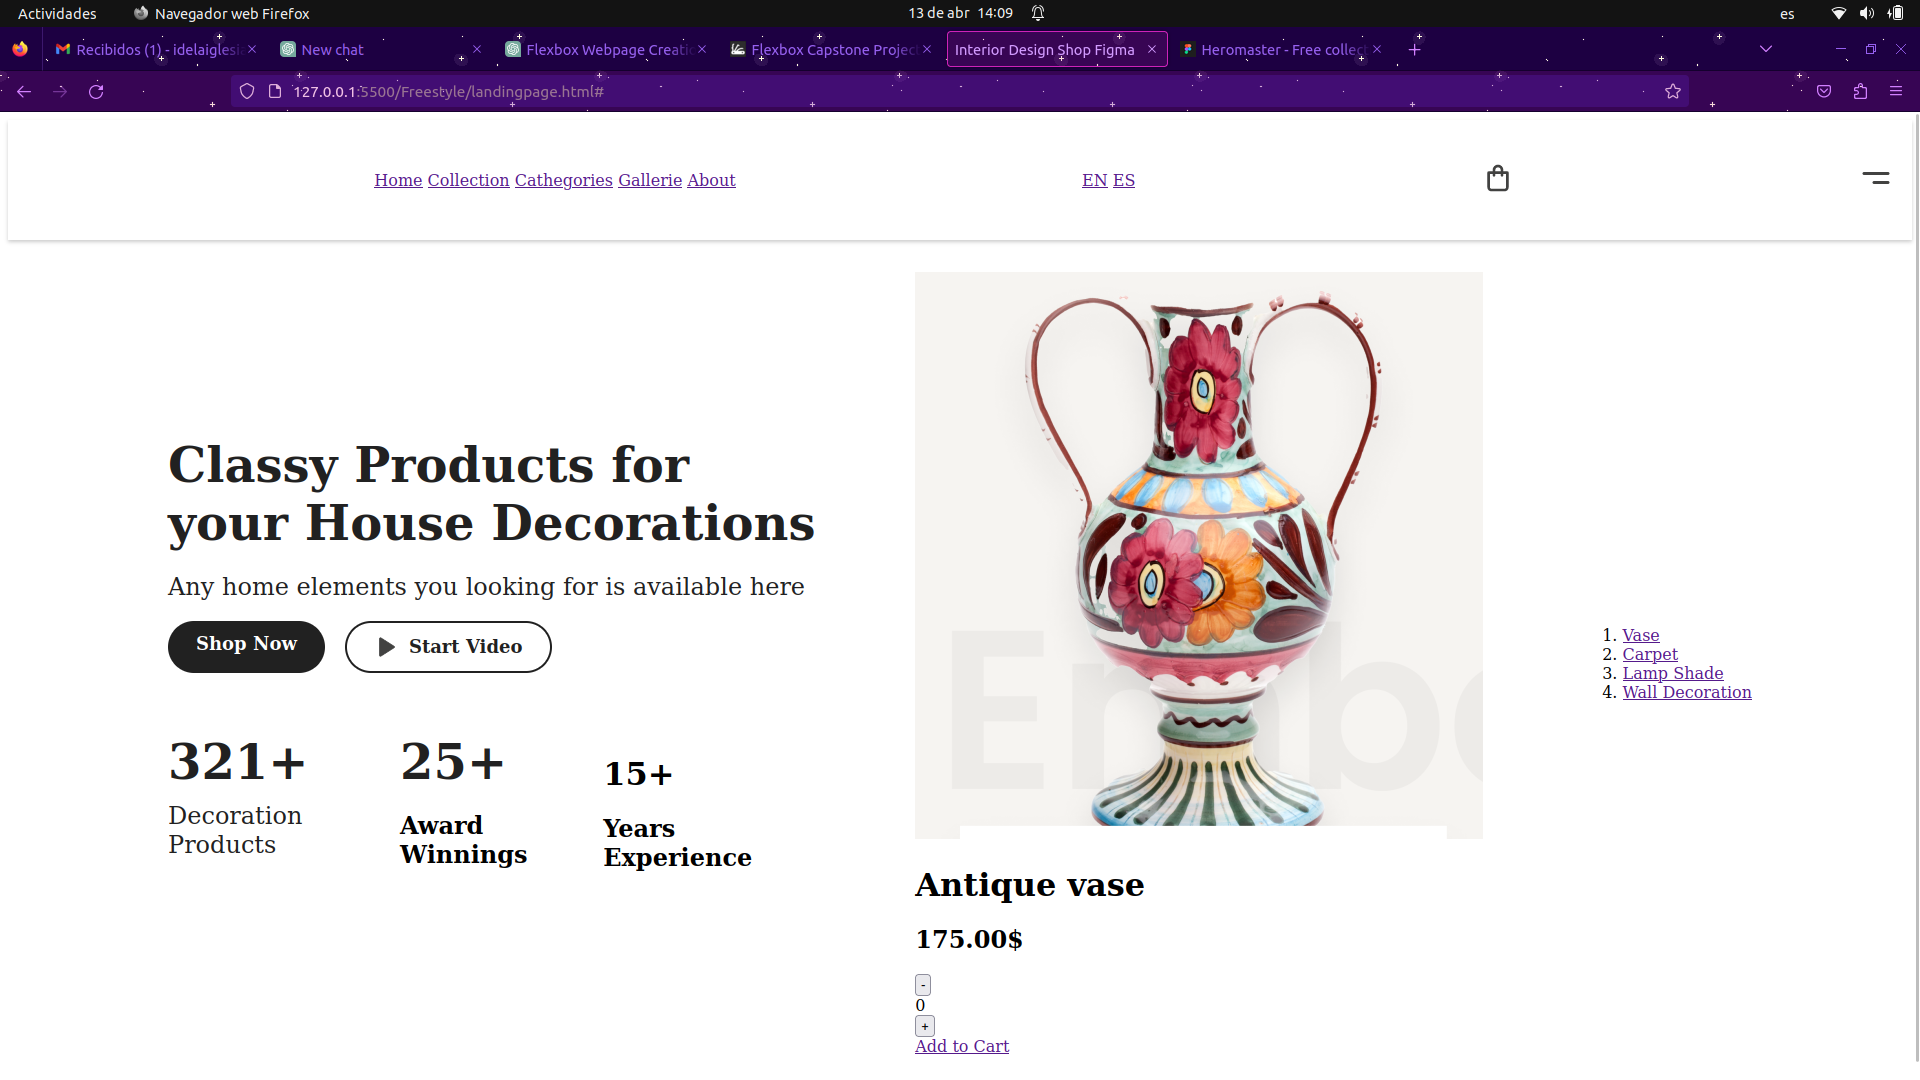 Actividades Navegador web Firefox 13 de abr 14:09 es
Recibidos (1) - idelaiglesi New chat Flexbox Webpage Creati Flexbox Capstone Project Interior Design Shop Figma Heromaster - Free collect
127.0.0.1:5500/Freestyle/landingpage.html#
Home Collection Cathegories Gallerie About EN ES
Classy Products for
your House Decorations
Any home elements you looking for is available here
Shop Now Start Video
321+
Decoration
Products
25+
Award
Winnings
15+
Years
Experience
Antique vase
175.00$
-
0
+
Add to Cart
1. Vase
2. Carpet
3. Lamp Shade
4. Wall Decoration